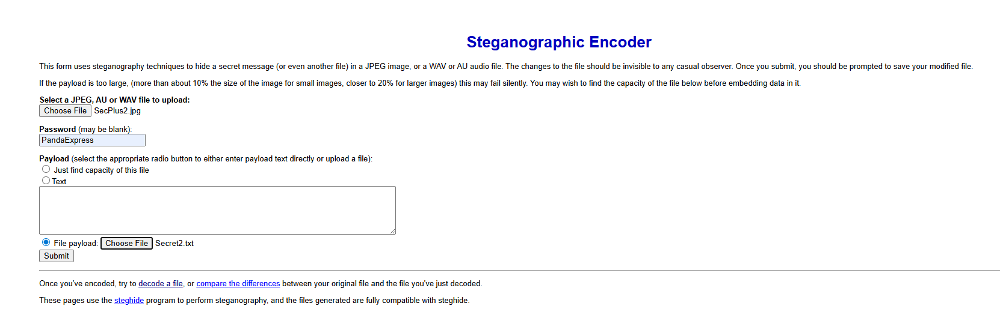 Steganographic Encoder
This form uses steganography techniques to hide a secret message (or even another file) in a JPEG image, or a WAV or AU audio file. The changes to the file should be invisible to any casual observer. Once you submit, you should be prompted to save your modified file.
If the payload is too large, (more than about 10% the size of the image for small images, closer to 20% for larger images) this may fail silently. You may wish to find the capacity of the file below before embedding data in it.
Select a JPEG, AU or WAV file to upload:
Choose File SecPlus2.jpg
Password (may be blank):
PandaExpress
Payload (select the appropriate radio button to either enter payload text directly or upload a file):
Just find capacity of this file
Text
File payload: Choose File Secret2.txt
Submit
Once you've encoded, try to decode a file, or compare the differences between your original file and the file you've just decoded.
These pages use the steghide program to perform steganography, and the files generated are fully compatible with steghide.